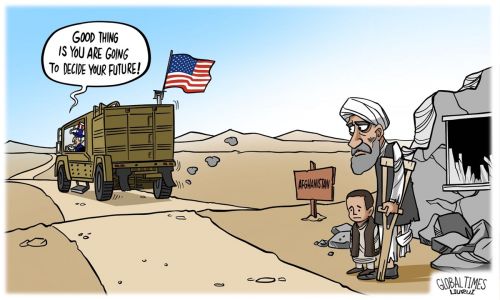 GOOD THING
IS YOU ARE GOING
TO DECIDE YOUR FUTURE!
AFGHANISTAN
GLOBAL TIMES